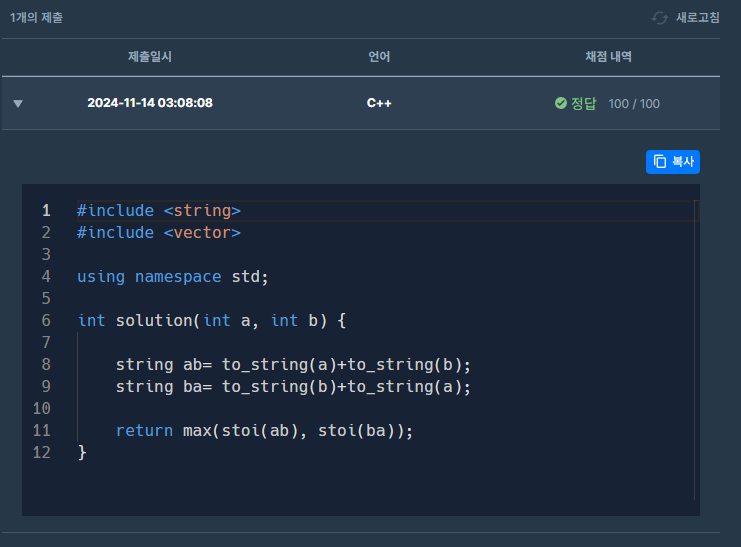 1개의 제출 새로고침
제출일시 언어 채점 내역
▼ 2024-11-14 03:08:08 C++ 정답 100 / 100
복사
1 #include <string>
2 #include <vector>
3
4 using namespace std;
5
6 int solution(int a, int b) {
7
8     string ab= to_string(a)+to_string(b);
9     string ba= to_string(b)+to_string(a);
10
11     return max(stoi(ab), stoi(ba));
12 }